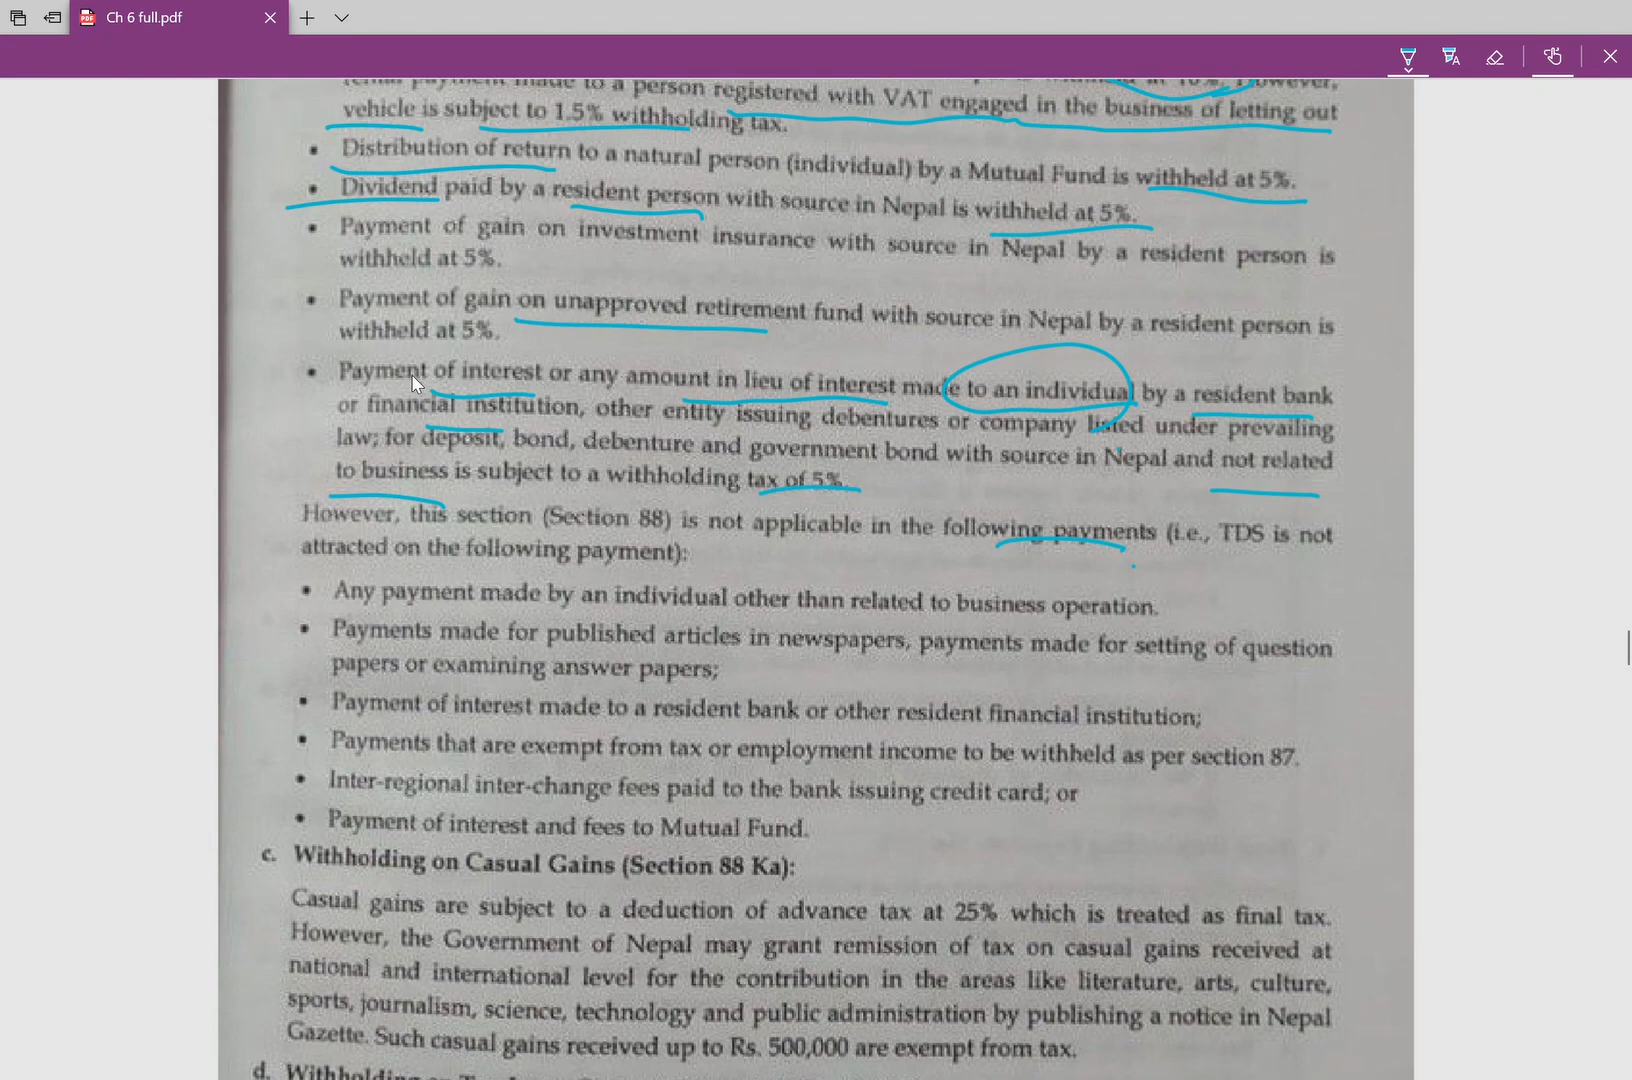 Ch 6 full.pdf
rental payment made to a person registered with VAT engaged in the business of letting out
vehicle is subject to 1.5% withholding tax.
• Distribution of return to a natural person (individual) by a Mutual Fund is withheld at 5%.
• Dividend paid by a resident person with source in Nepal is withheld at 5%.
• Payment of gain on investment insurance with source in Nepal by a resident person is
withheld at 5%.
• Payment of gain on unapproved retirement fund with source in Nepal by a resident person is
withheld at 5%.
• Payment of interest or any amount in lieu of interest made to an individual by a resident bank
or financial institution, other entity issuing debentures or company listed under prevailing
law; for deposit, bond, debenture and government bond with source in Nepal and not related
to business is subject to a withholding tax of 5%.
However, this section (Section 88) is not applicable in the following payments (i.e., TDS is not
attracted on the following payment):
• Any payment made by an individual other than related to business operation.
• Payments made for published articles in newspapers, payments made for setting of question
papers or examining answer papers;
• Payment of interest made to a resident bank or other resident financial institution;
• Payments that are exempt from tax or employment income to be withheld as per section 87.
• Inter-regional inter-change fees paid to the bank issuing credit card; or
• Payment of interest and fees to Mutual Fund.
c. Withholding on Casual Gains (Section 88 Ka):
Casual gains are subject to a deduction of advance tax at 25% which is treated as final tax.
However, the Government of Nepal may grant remission of tax on casual gains received at
national and international level for the contribution in the areas like literature, arts, culture,
sports, journalism, science, technology and public administration by publishing a notice in Nepal
Gazette. Such casual gains received up to Rs. 500,000 are exempt from tax.
d. Withholding